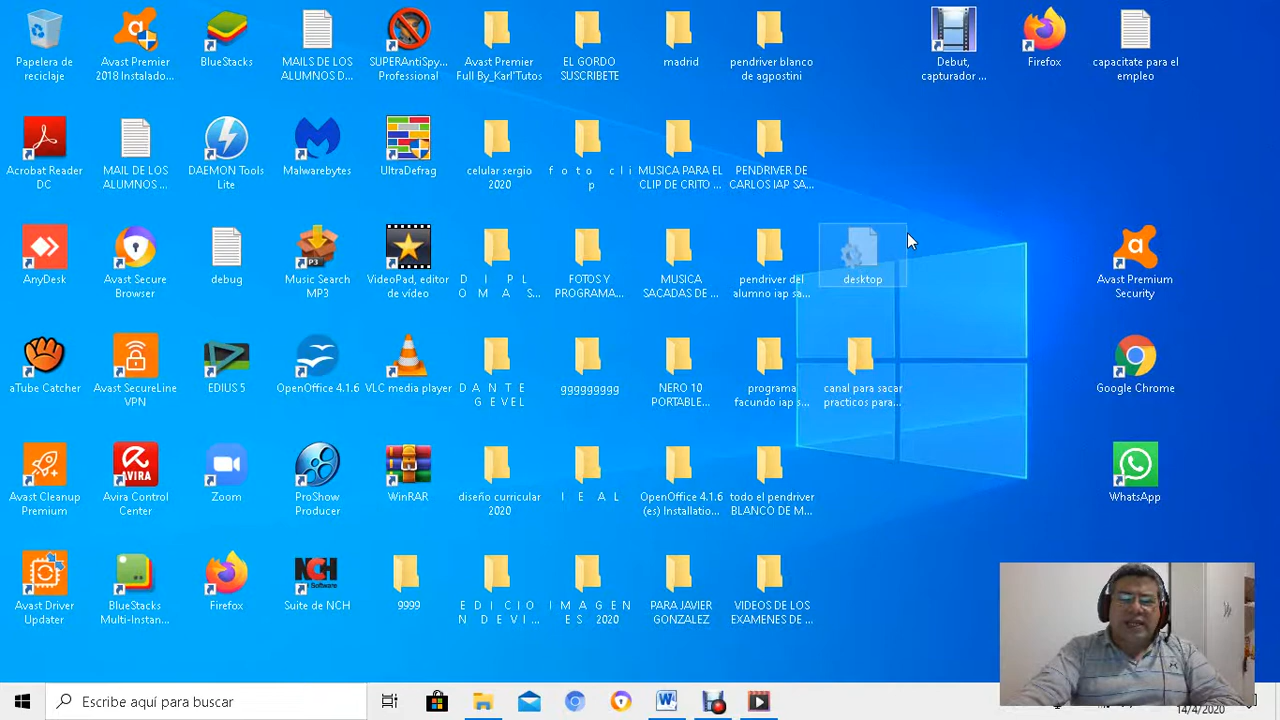 Papelera de
reciclaje
Avast Premier
2018 Instalado...
BlueStacks
MAILS DE LOS
ALUMNOS D...
SUPERAntiSpy...
Professional
Avast Premier
Full By_Karl'Tutos
EL GORDO
SUSCRIBETE
madrid
pendriver blanco
de agpostini
Debut,
capturador ...
Firefox
capacitate para el
empleo
Acrobat Reader
DC
MAIL DE LOS
ALUMNOS ...
DAEMON Tools
Lite
Malwarebytes
UltraDefrag
celular sergio
2020
f o t o c l i
p
MUSICA PARA EL
CLIP DE CRITO ...
PENDRIVER DE
CARLOS IAP SA...
AnyDesk
Avast Secure
Browser
debug
P3
Music Search
MP3
VideoPad, editor
de vídeo
D I P L
O M A S...
FOTOS Y
PROGRAMA...
MUSICA
SACADAS DE ...
pendriver del
alumno iap sa...
desktop
Avast Premium
Security
aTube Catcher
Avast SecureLine
VPN
EDIUS 5
OpenOffice 4.1.6
VLC media player
D A N T E
G E V E L
ggggggggg
NERO 10
PORTABLE...
programa
facundo iap s...
canal para sacar
practicos para...
Google Chrome
Avast Cleanup
Premium
Avira Control
Center
Zoom
ProShow
Producer
WinRAR
diseño curricular
2020
I E A L
OpenOffice 4.1.6
(es) Installatio...
todo el pendriver
BLANCO DE M...
WhatsApp
Avast Driver
Updater
BlueStacks
Multi-Instan...
Firefox
NCH
Software
Suite de NCH
9999
E D I C I O
N D E V I ...
I M A G E N
E S 2020
PARA JAVIER
GONZALEZ
VIDEOS DE LOS
EXAMENES DE ...
Escribe aquí para buscar
14/4/2020